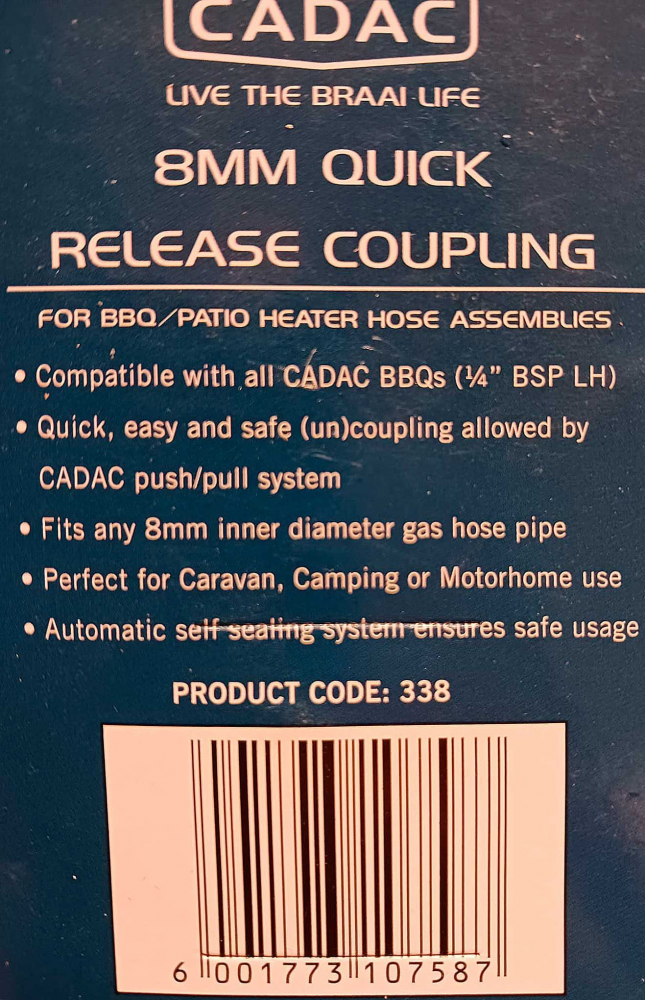 CADAC
LIVE THE BRAAI LIFE
8MM QUICK
RELEASE COUPLING
FOR BBQ/PATIO HEATER HOSE ASSEMBLIES
• Compatible with all CADAC BBQs (¼” BSP LH)
• Quick, easy and safe (un)coupling allowed by
CADAC push/pull system
• Fits any 8mm inner diameter gas hose pipe
• Perfect for Caravan, Camping or Motorhome use
• Automatic self sealing system ensures safe usage
PRODUCT CODE: 338
6 001773 107587